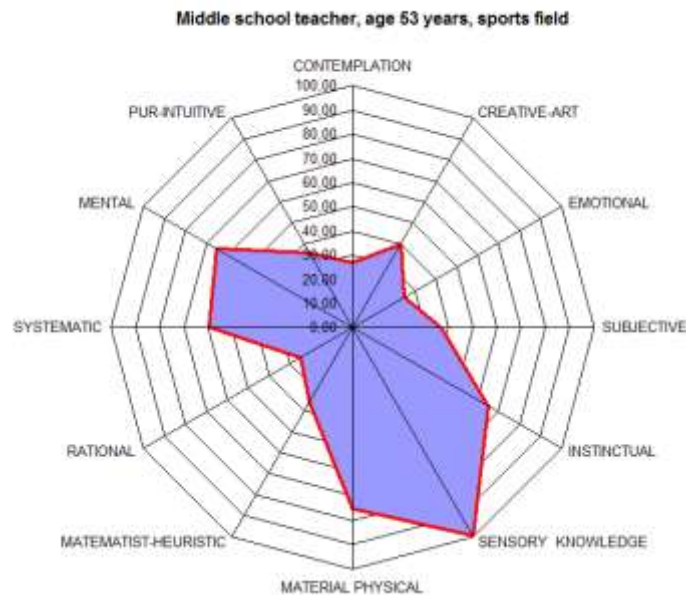 Middle school teacher, age 53 years, sports field
CONTEMPLATION
100,00
90,00
80,00
70,00
60,00
50,00
40,00
30,00
20,00
10,00
0,00
CREATIVE-ART
EMOTIONAL
SUBJECTIVE
INSTINCTUAL
SENSORY KNOWLEDGE
MATERIAL PHYSICAL
MATEMATIST-HEURISTIC
RATIONAL
SYSTEMATIC
MENTAL
PUR-INTUITIVE